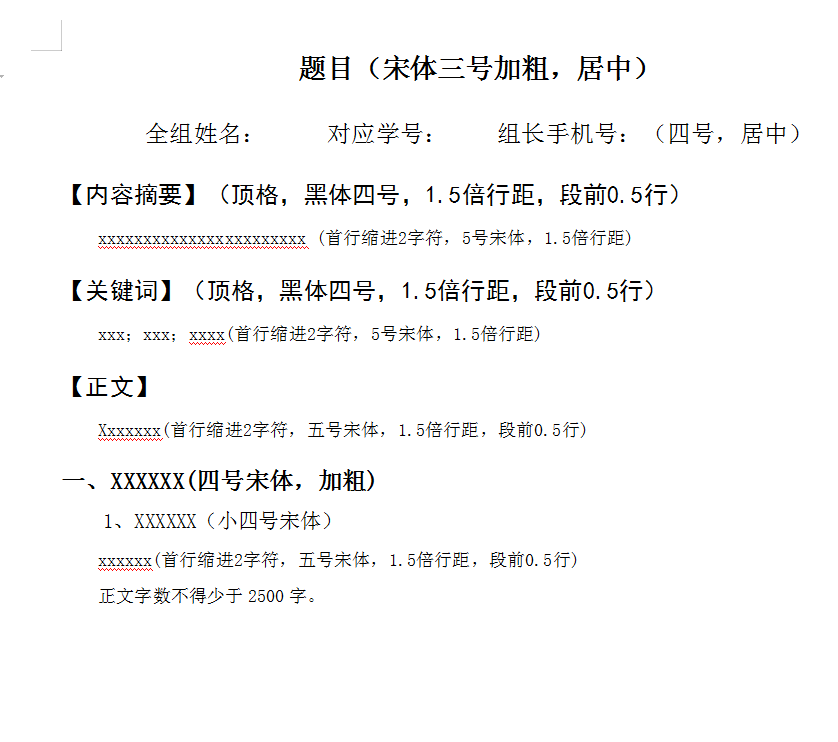 题目（宋体三号加粗，居中）
全组姓名： 对应学号： 组长手机号：（四号，居中）
【内容摘要】（顶格，黑体四号，1.5倍行距，段前0.5行）
xxxxxxxxxxxxxxxxxxxxxxx (首行缩进2字符，5号宋体，1.5倍行距)
【关键词】（顶格，黑体四号，1.5倍行距，段前0.5行）
xxx；xxx；xxxx(首行缩进2字符，5号宋体，1.5倍行距)
【正文】
Xxxxxxx(首行缩进2字符，五号宋体，1.5倍行距，段前0.5行)
一、XXXXXX(四号宋体，加粗)
1、XXXXXX（小四号宋体）
xxxxxx(首行缩进2字符，五号宋体，1.5倍行距，段前0.5行)
正文字数不得少于 2500 字。